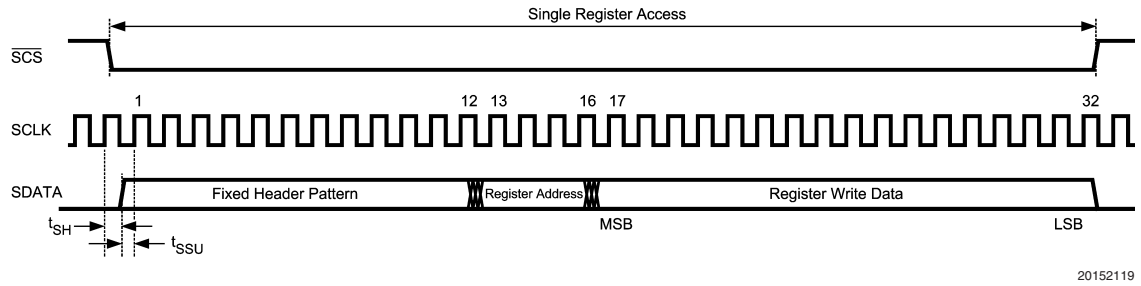 Single Register Access
SCS
1 12 13 16 17 32
SCLK
SDATA Fixed Header Pattern Register Address Register Write Data
tSH MSB LSB
tSSU
20152119